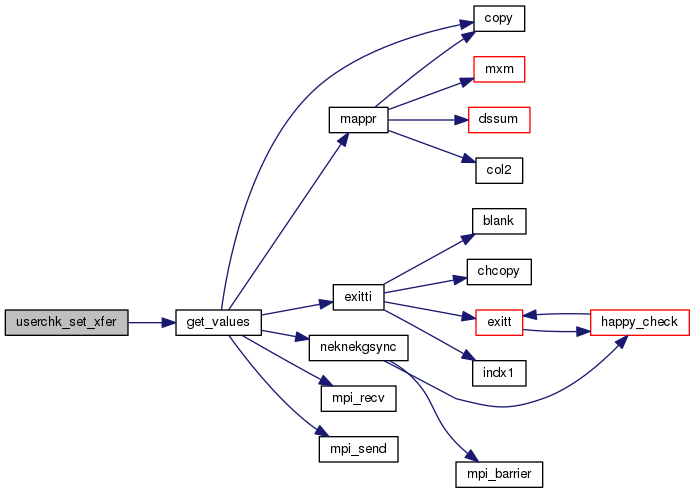 copy
mxm
mappr
dssum
col2
blank
chcopy
exitti
userchk_set_xfer
get_values
exitt
happy_check
neknekgsync
indx1
mpi_recv
mpi_send
mpi_barrier